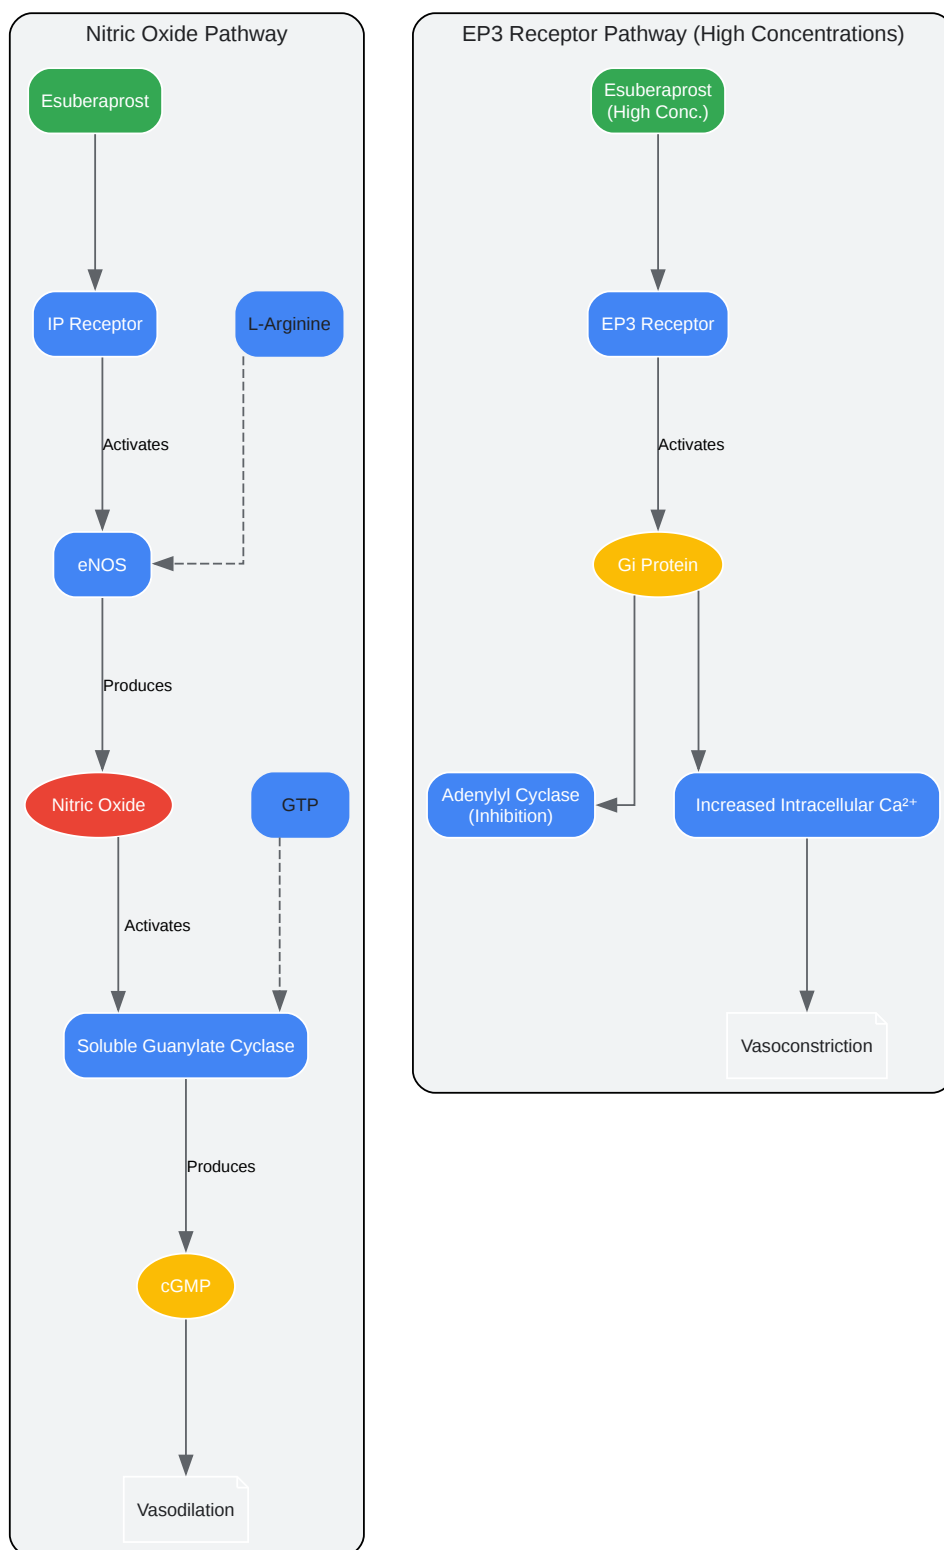 Nitric Oxide Pathway
Esuberaprost
IP Receptor
L-Arginine
Activates
eNOS
Produces
Nitric Oxide
GTP
Activates
Soluble Guanylate Cyclase
Produces
cGMP
Vasodilation
EP3 Receptor Pathway (High Concentrations)
Esuberaprost
(High Conc.)
EP3 Receptor
Activates
Gi Protein
Adenylyl Cyclase
(Inhibition)
Increased Intracellular Ca²⁺
Vasoconstriction